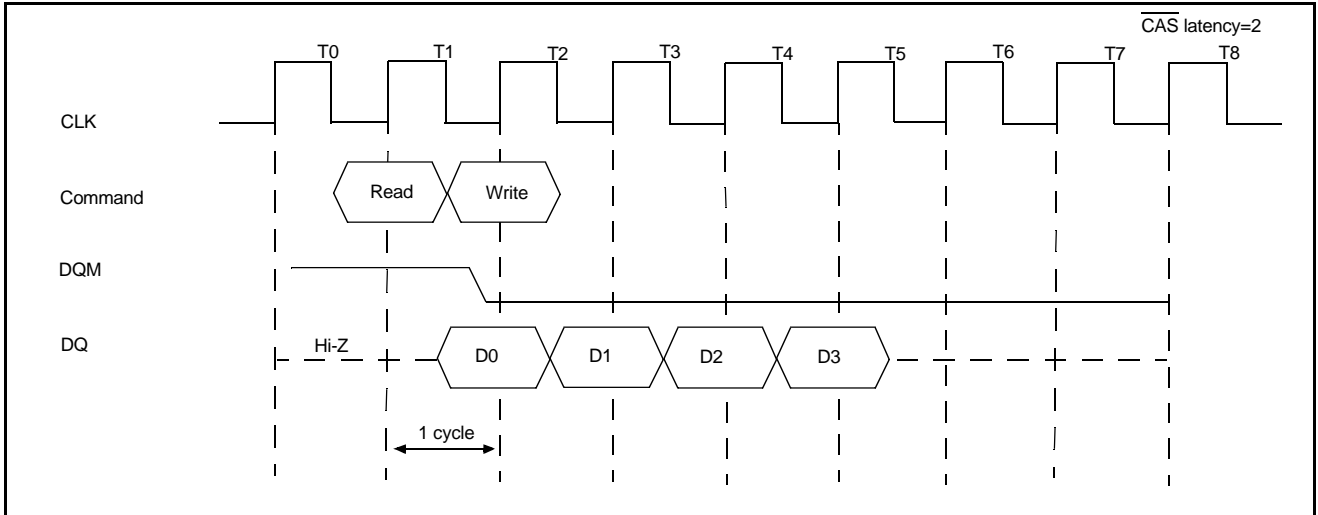 CAS latency=2
T0 T1 T2 T3 T4 T5 T6 T7 T8
CLK
Command Read Write
DQM
DQ Hi-Z D0 D1 D2 D3
1 cycle